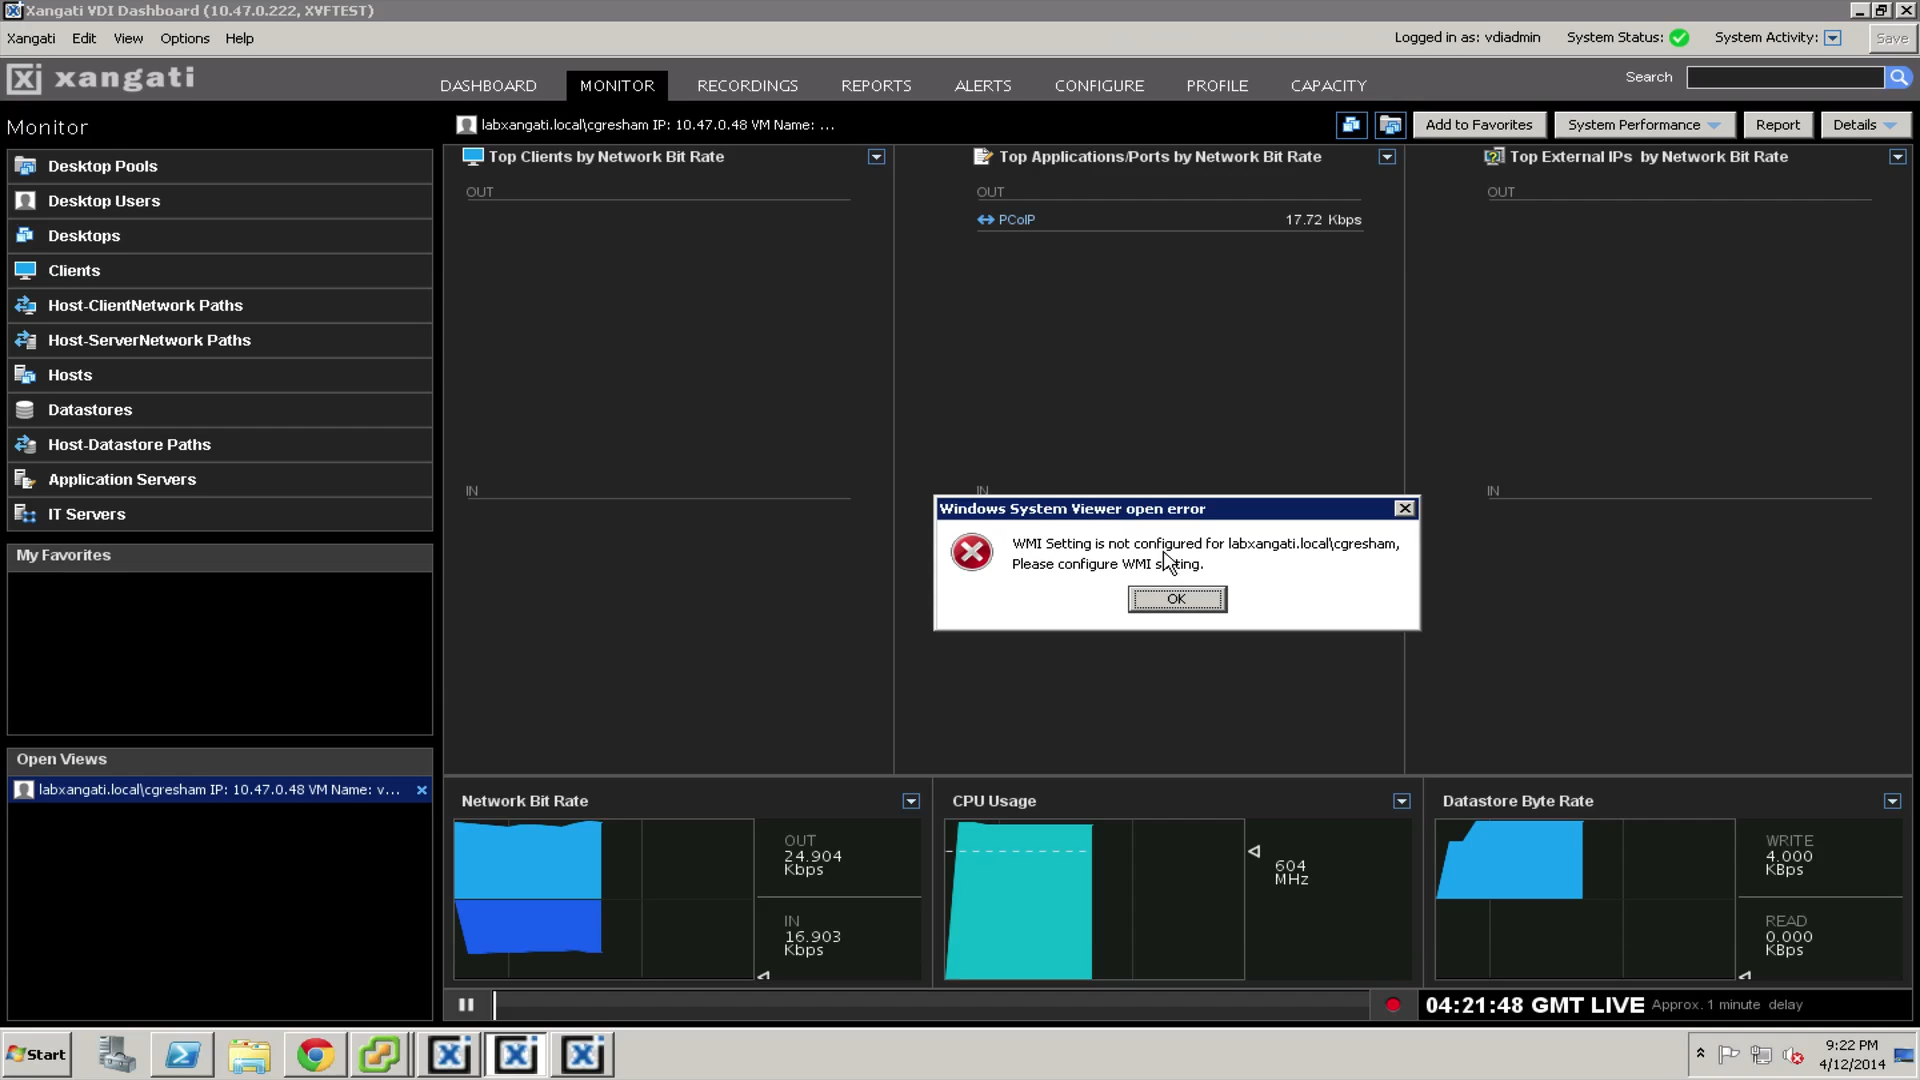 Xangati VDI Dashboard (10.47.0.222, XVFTEST)
Xangati Edit View Options Help
Logged in as: vdiadmin System Status: System Activity: Save
xangati
DASHBOARD MONITOR RECORDINGS REPORTS ALERTS CONFIGURE PROFILE CAPACITY
Search
Monitor
labxangati.local\cgresham IP: 10.47.0.48 VM Name: ...
Add to Favorites System Performance Report Details
Desktop Pools
Desktop Users
Desktops
Clients
Host-ClientNetwork Paths
Host-ServerNetwork Paths
Hosts
Datastores
Host-Datastore Paths
Application Servers
IT Servers
My Favorites
Open Views
labxangati.local\cgresham IP: 10.47.0.48 VM Name: v...
Top Clients by Network Bit Rate
OUT
IN
Top Applications/Ports by Network Bit Rate
OUT
PCoIP 17.72 Kbps
IN
Top External IPs by Network Bit Rate
OUT
IN
Windows System Viewer open error
WMI Setting is not configured for labxangati.local\cgresham,
Please configure WMI setting.
OK
Network Bit Rate
OUT
24.904
Kbps
IN
16.903
Kbps
CPU Usage
604
MHz
Datastore Byte Rate
WRITE
4.000
KBps
READ
0.000
KBps
04:21:48 GMT LIVE Approx. 1 minute delay
Start
9:22 PM
4/12/2014